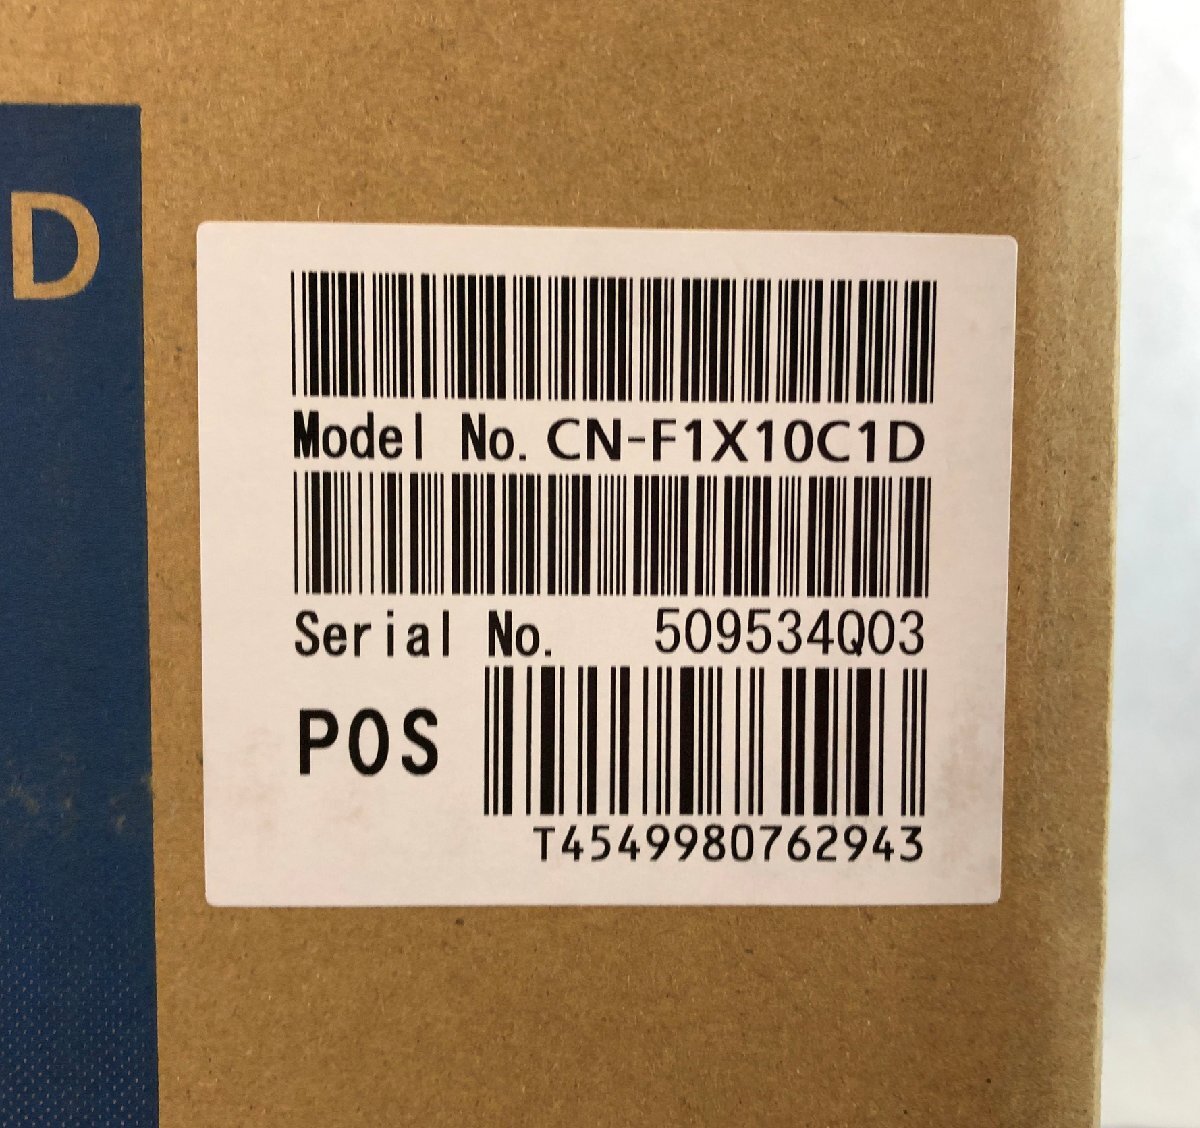 D
Model No. CN-F1X10C1D
Serial No. 509534Q03
POS
T4549980762943